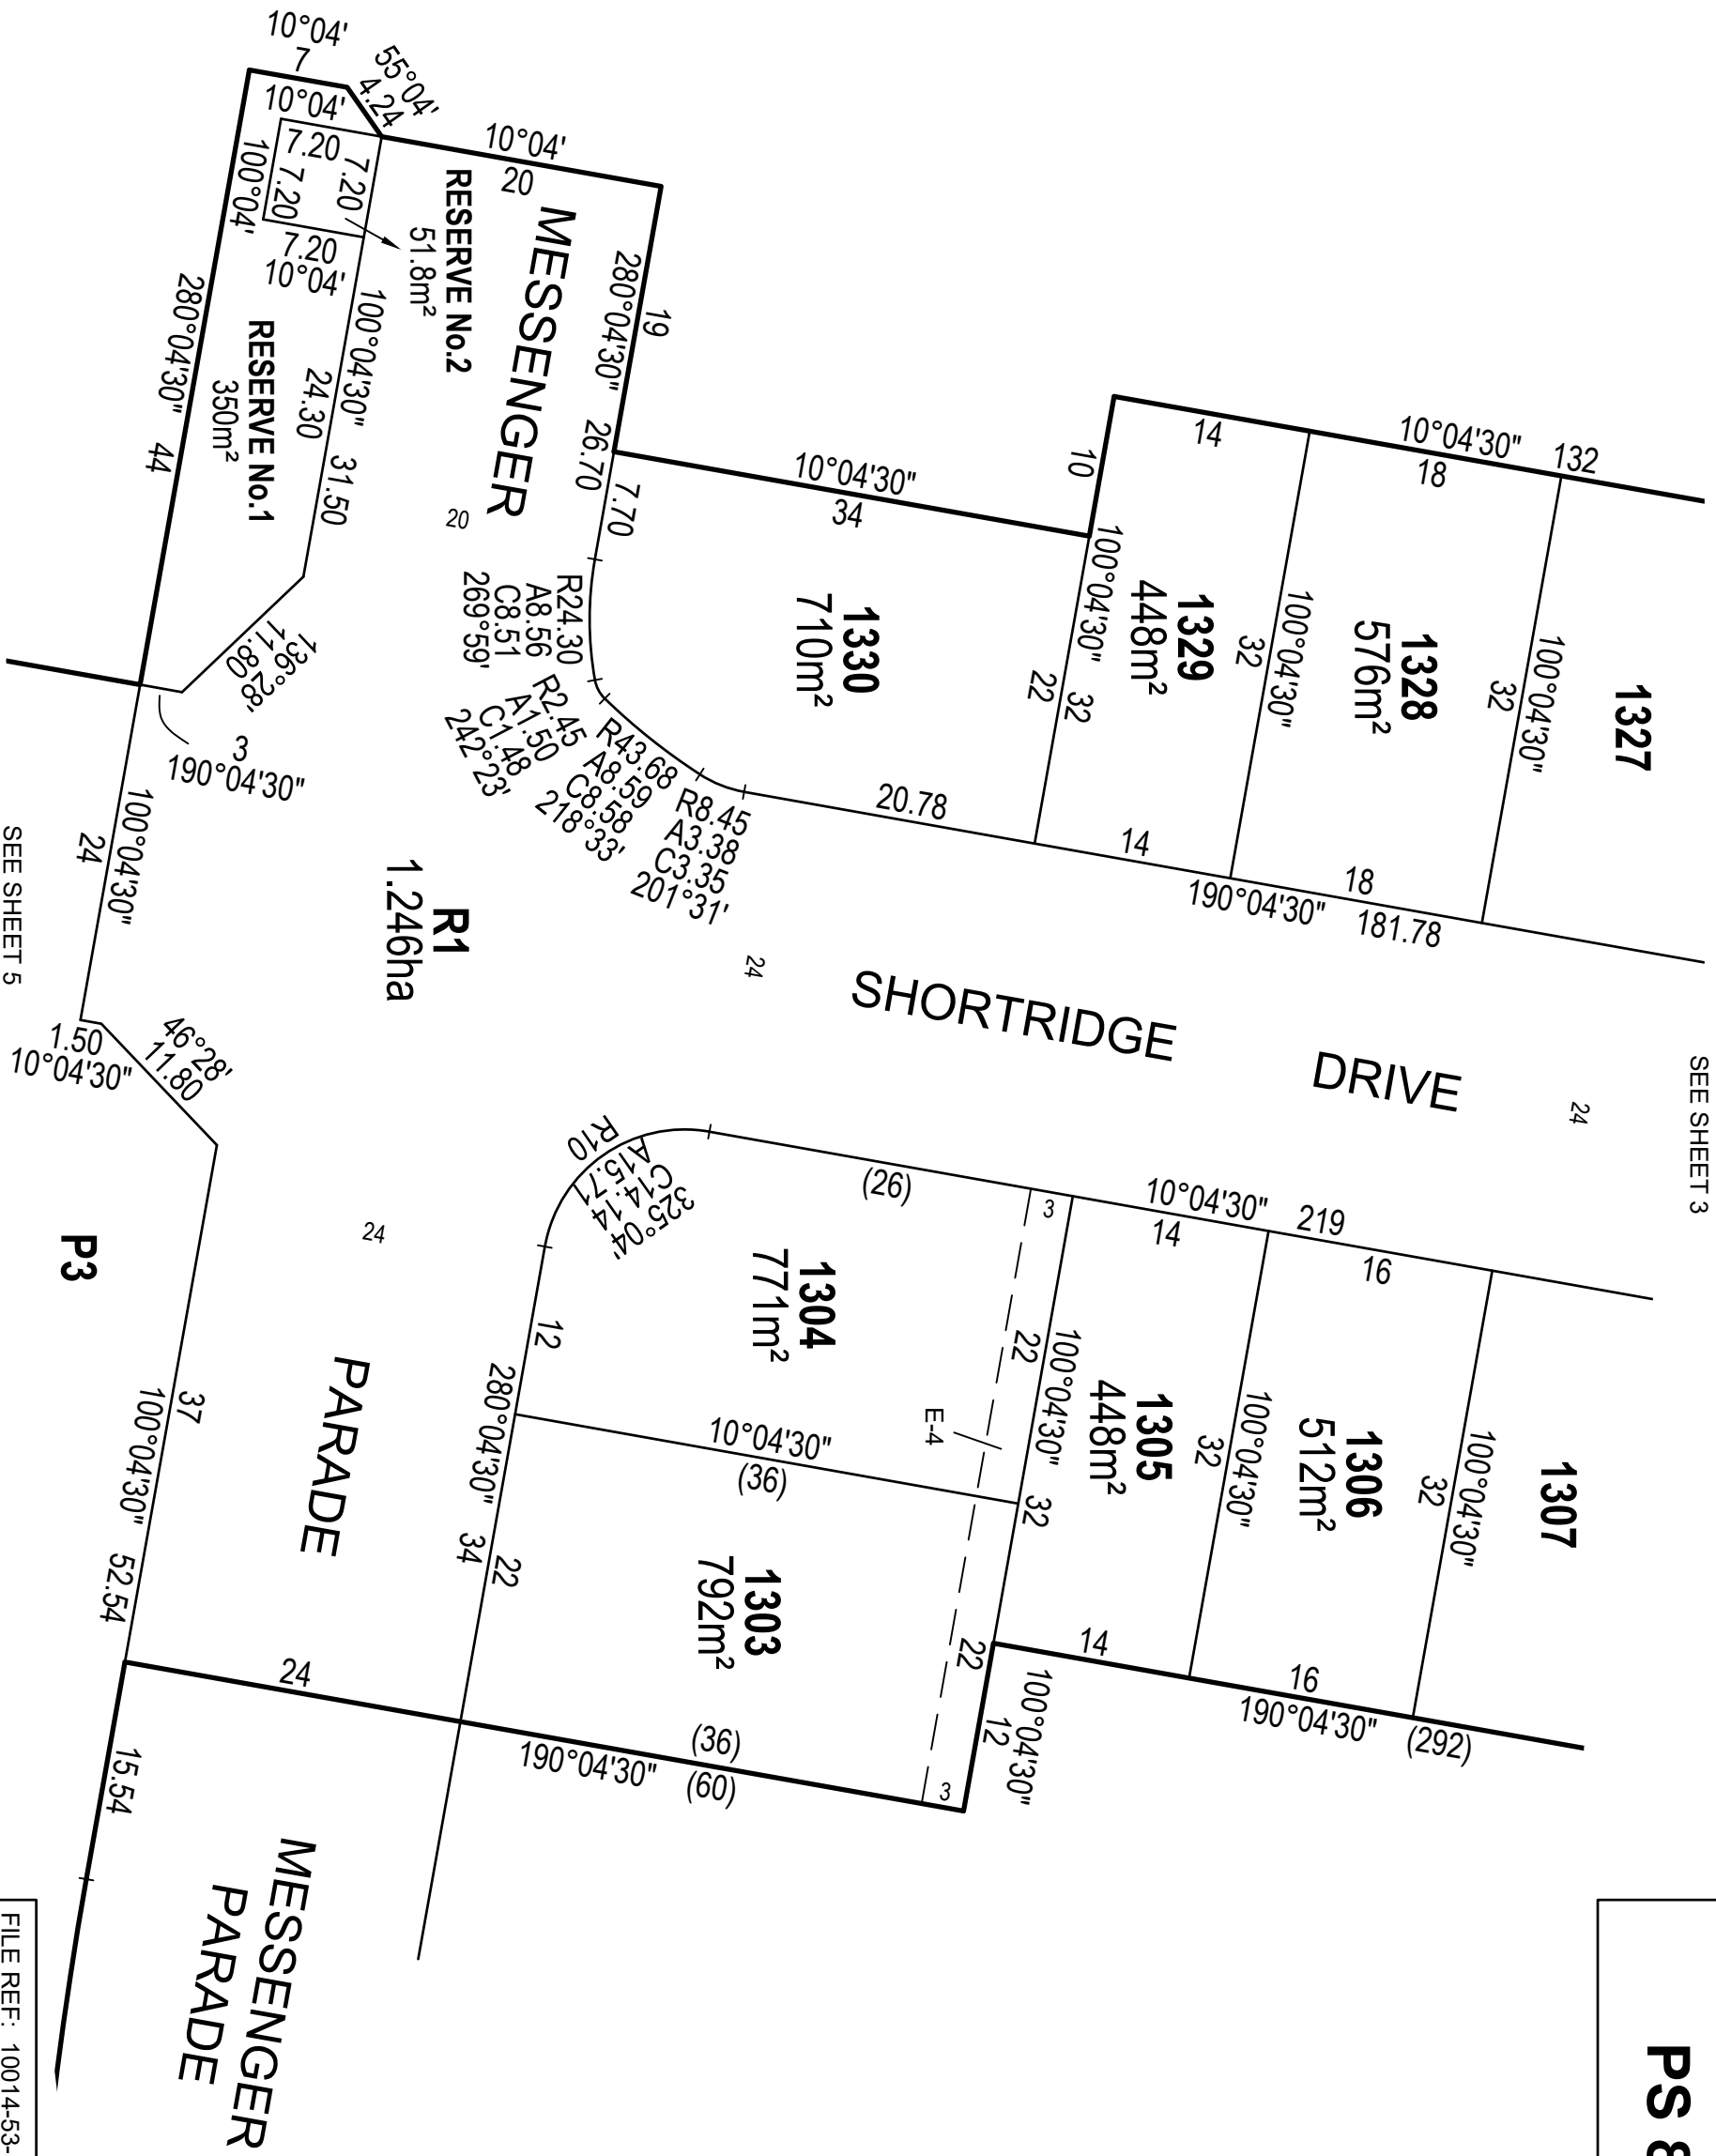 PS 8
SEE SHEET 3
1327
100°04'30"
32
132
10°04'30"
18
14
1328
576m²
100°04'30"
32
1329
448m²
10
100°04'30"
22
32
18
14
190°04'30"
181.78
10°04'30"
34
1330
710m²
20.78
19
280°04'30"
26.70
7.70
R24.30
A8.56
C8.51
269°59'
R2.45
A1.50
C1.48
242°23'
R43.68
A8.59
C8.58
218°33'
R8.45
A3.38
C3.35
201°31'
10°04'
20
MESSENGER
20
RESERVE No.2
51.8m²
55°04'
4.24
10°04'
7
10°04'
7.20
7.20
7.20
100°04'
7.20
10°04'
100°04'30"
24.30
31.50
RESERVE No.1
350m²
280°04'30"
44
136°28'
11.80
3
190°04'30"
100°04'30"
24
SEE SHEET 5
R1
1.246ha
24
SHORTRIDGE
DRIVE
24
1.50
10°04'30"
46°28'
11.80
P3
24
R10
A15.71
C14.14
325°04'
(26)
3
10°04'30"
14
219
16
1307
100°04'30"
32
1306
512m²
100°04'30"
32
1305
448m²
100°04'30"
22
32
E-4
1304
771m²
12
280°04'30"
34
22
10°04'30"
(36)
1303
792m²
22
100°04'30"
12
3
14
16
190°04'30"
(292)
(36)
190°04'30"
(60)
PARADE
37
100°04'30"
52.54
24
15.54
MESSENGER
PARADE
FILE REF: 10014-53-